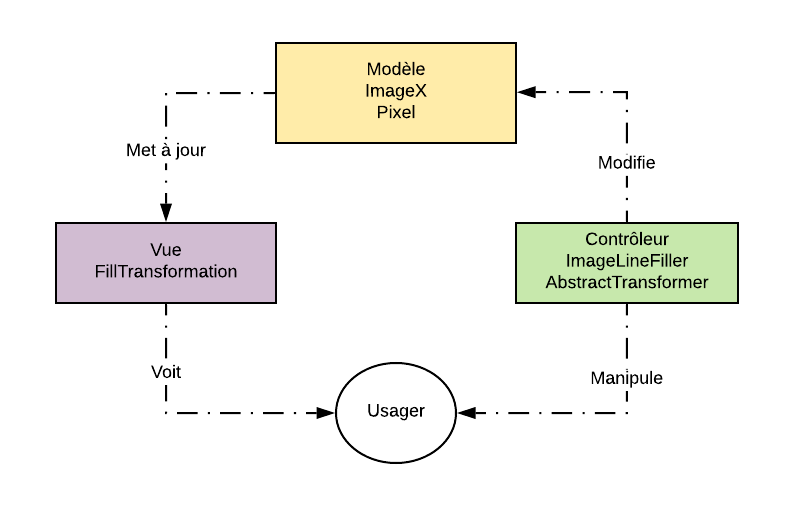 Modèle
ImageX
Pixel
Met à jour
Modifie
Vue
FillTransformation
Contrôleur
ImageLineFiller
AbstractTransformer
Voit
Manipule
Usager